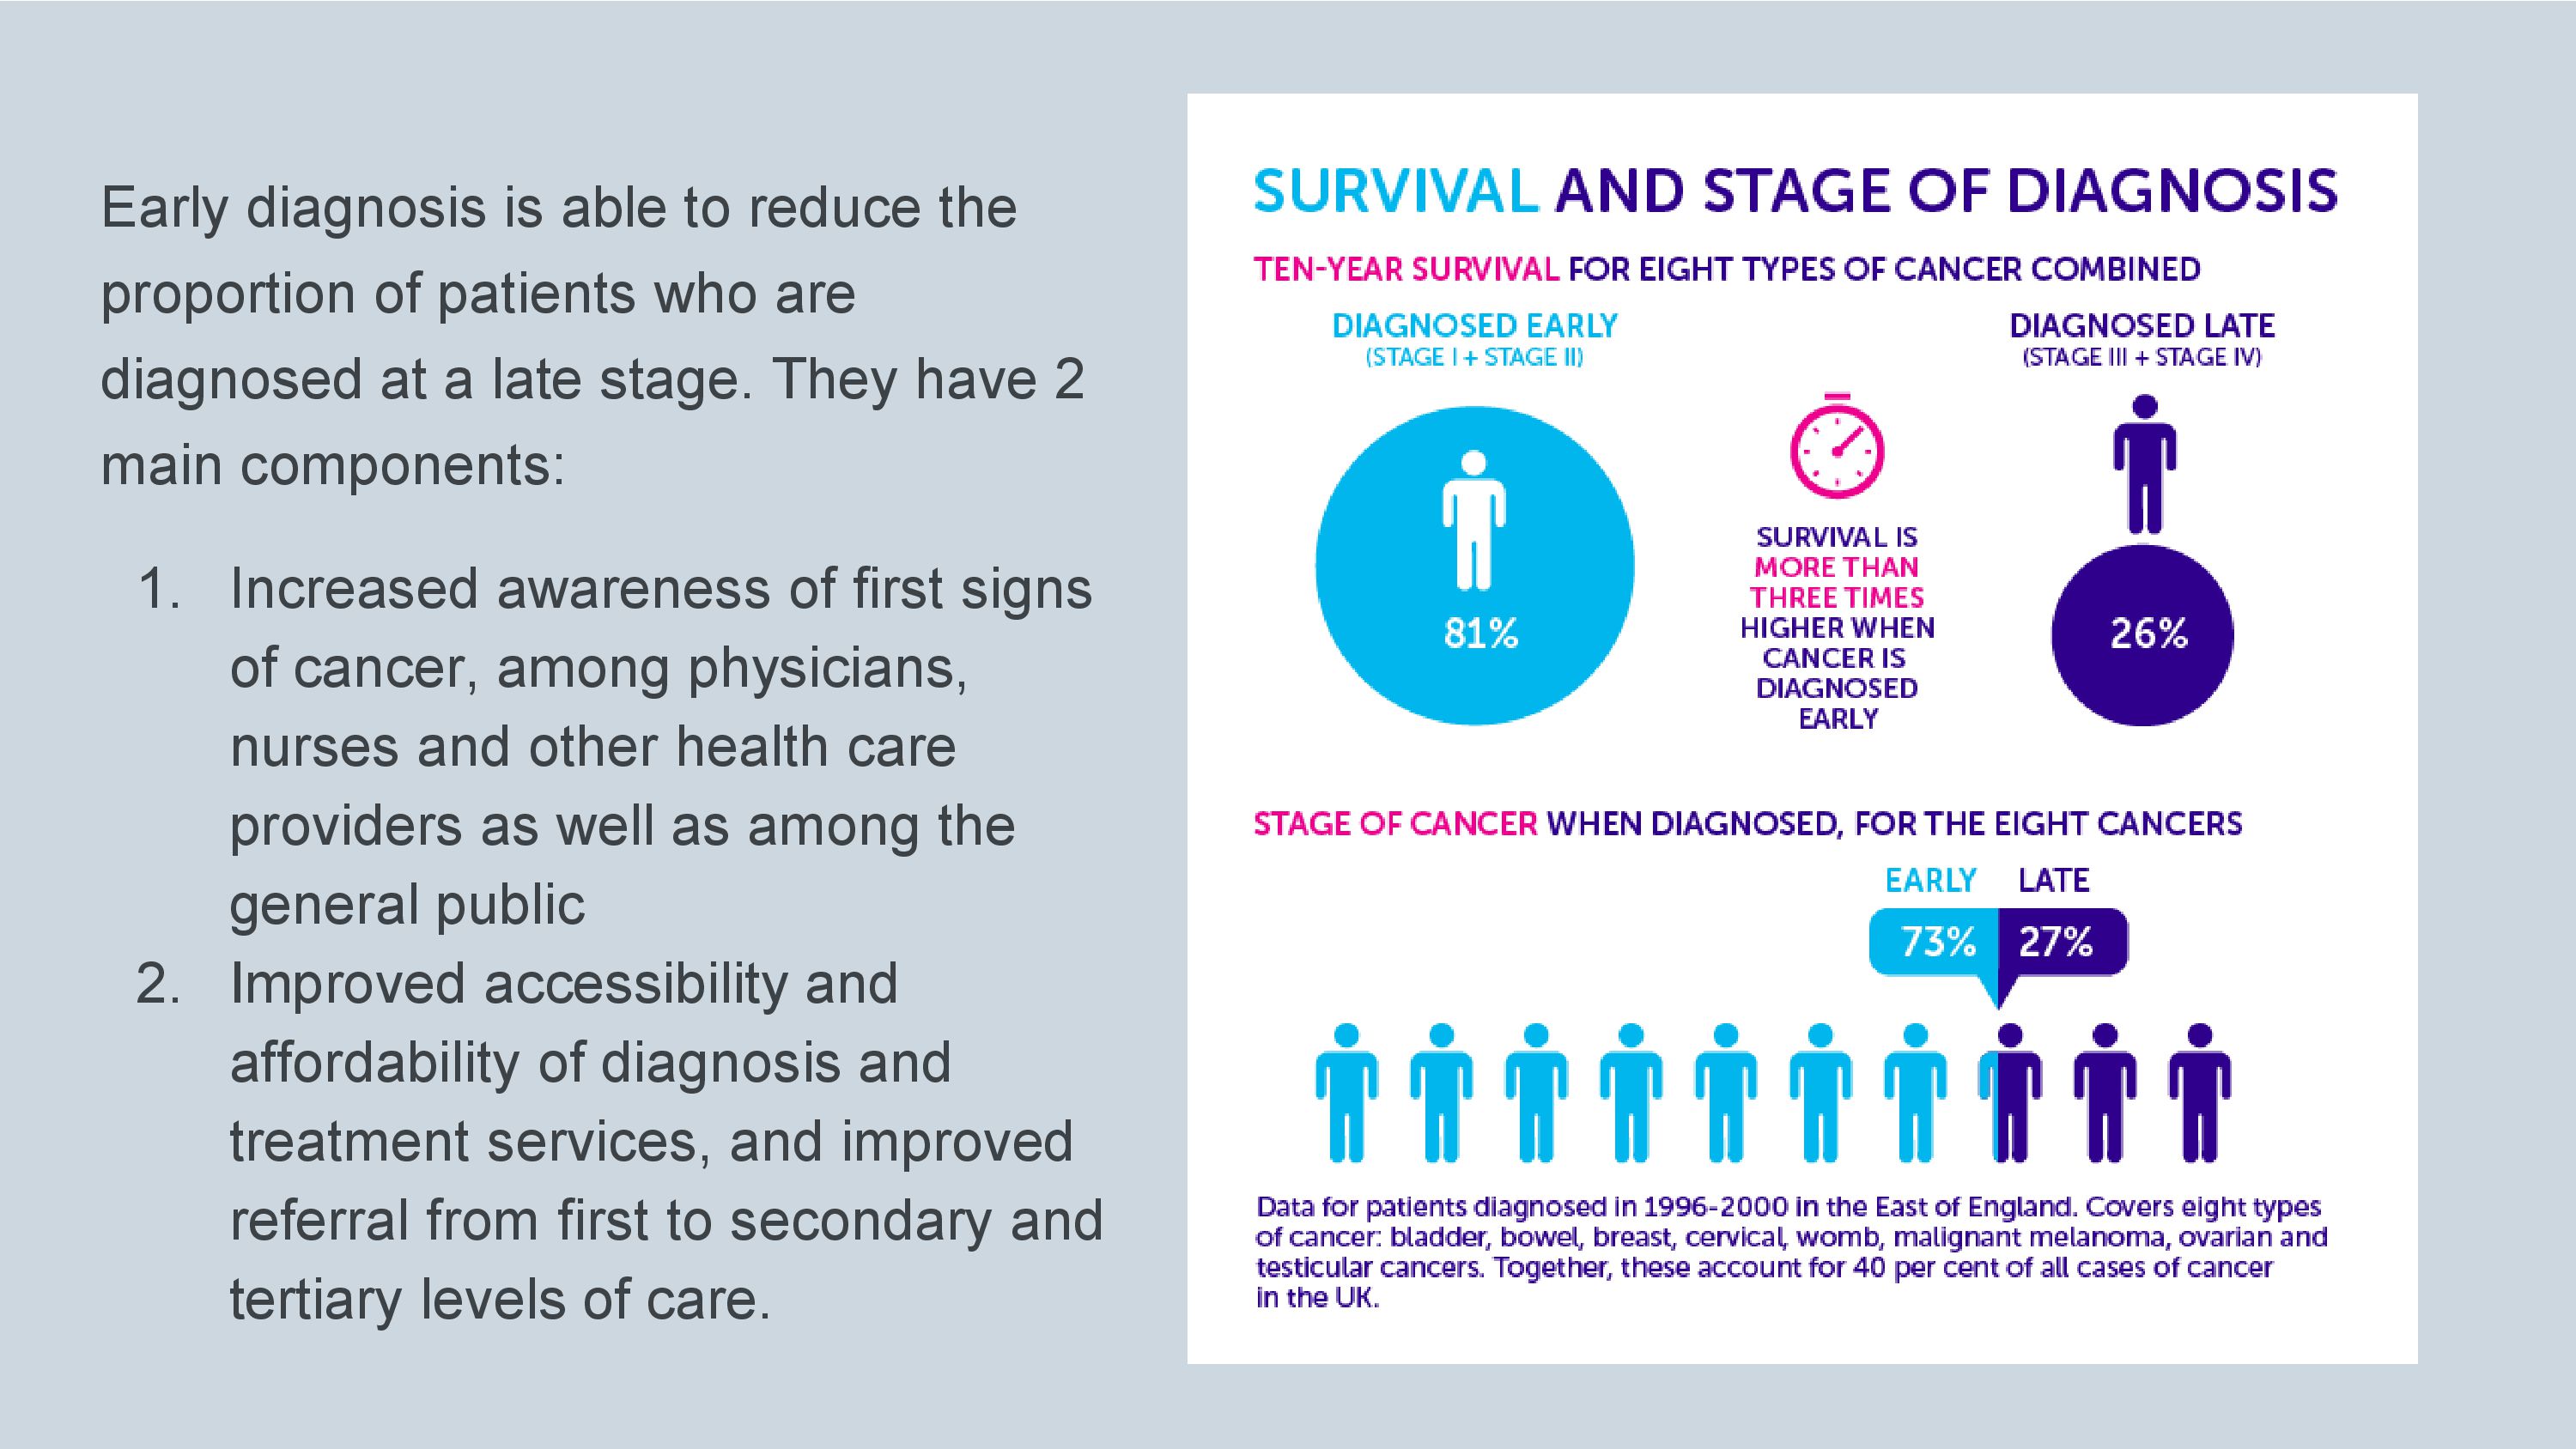 Early diagnosis is able to reduce the
proportion of patients who are
diagnosed at a late stage. They have 2
main components:
1. Increased awareness of first signs
of cancer, among physicians,
nurses and other health care
providers as well as among the
general public
2. Improved accessibility and
affordability of diagnosis and
treatment services, and improved
referral from first to secondary and
tertiary levels of care.
SURVIVAL AND STAGE OF DIAGNOSIS
TEN-YEAR SURVIVAL FOR EIGHT TYPES OF CANCER COMBINED
DIAGNOSED EARLY
(STAGE I + STAGE II)
81%
SURVIVAL IS
MORE THAN
THREE TIMES
HIGHER WHEN
CANCER IS
DIAGNOSED
EARLY
DIAGNOSED LATE
(STAGE III + STAGE IV)
26%
STAGE OF CANCER WHEN DIAGNOSED, FOR THE EIGHT CANCERS
EARLY LATE
73% 27%
Data for patients diagnosed in 1996-2000 in the East of England. Covers eight types
of cancer: bladder, bowel, breast, cervical, womb, malignant melanoma, ovarian and
testicular cancers. Together, these account for 40 per cent of all cases of cancer
in the UK.